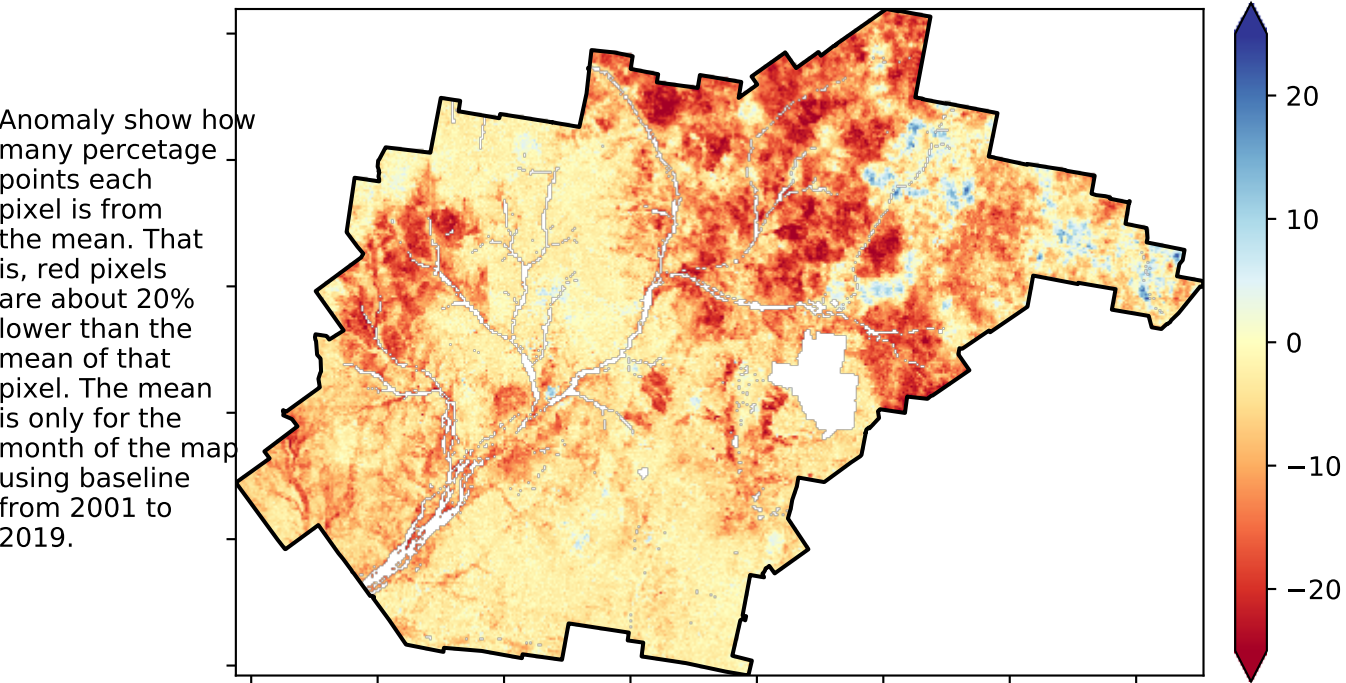 Anomaly show how
many percetage
points each
pixel is from
the mean. That
is, red pixels
are about 20%
lower than the
mean of that
pixel. The mean
is only for the
month of the map
using baseline
from 2001 to
2019.
20
10
0
−10
−20